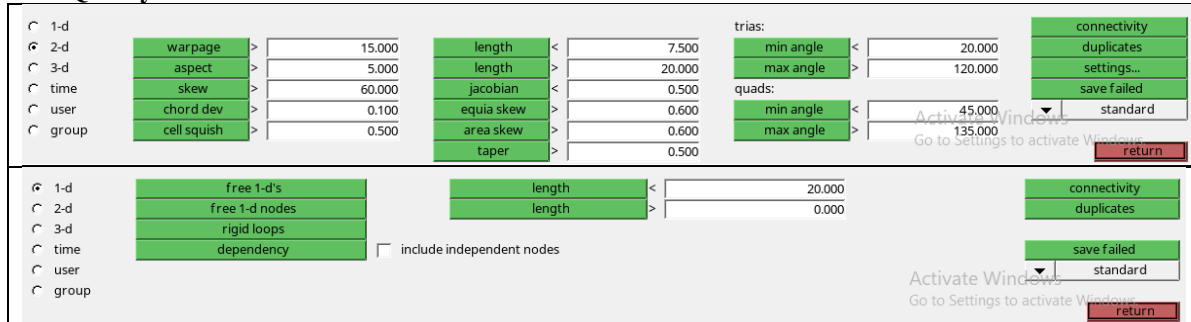 1-d trias: connectivity
2-d warpage > 15.000 length < 7.500 min angle < 20.000 duplicates
3-d aspect > 5.000 length > 20.000 max angle > 120.000 settings...
time skew > 60.000 jacobian < 0.500 quads: save failed
user chord dev > 0.100 equia skew > 0.600 min angle < 45.000 standard
group cell squish > 0.500 area skew > 0.600 max angle > 135.000
Activate Windows
Go to Settings to activate Windows.
taper > 0.500 return
1-d free 1-d's length < 20.000 connectivity
2-d free 1-d nodes length > 0.000 duplicates
3-d rigid loops
time dependency include independent nodes save failed
user standard
group
Activate Windows
Go to Settings to activate Windows.
return